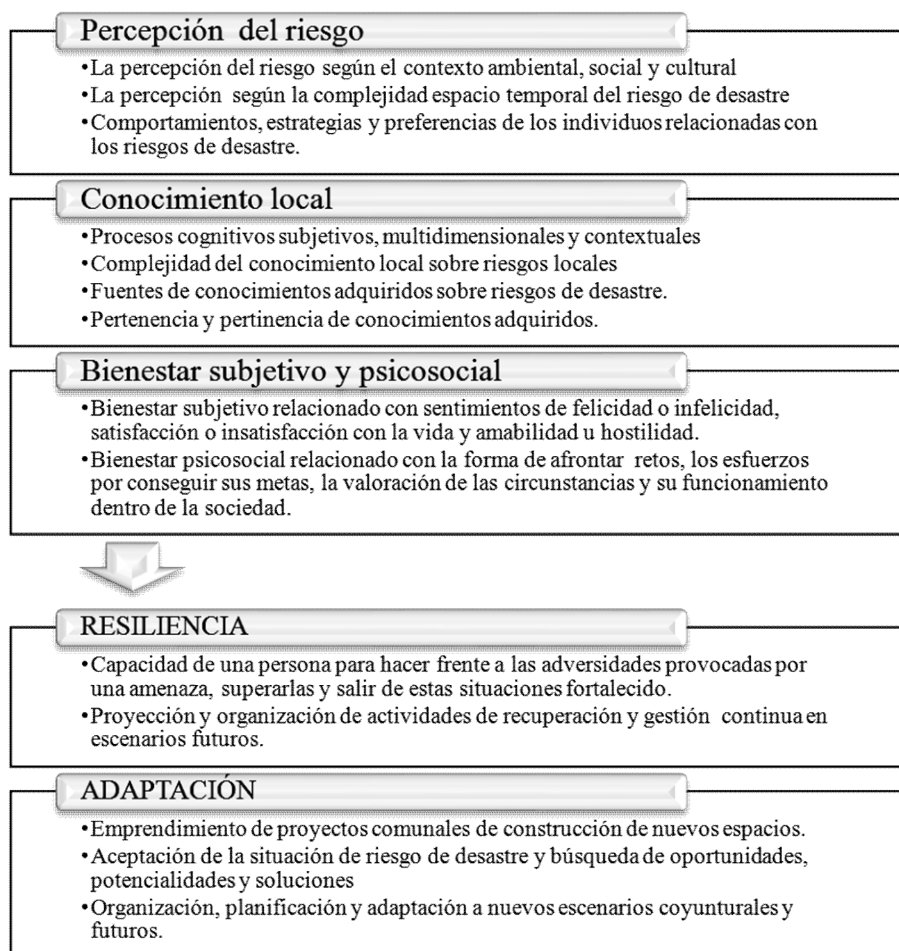 Percepción del riesgo
•La percepción del riesgo según el contexto ambiental, social y cultural
•La percepción según la complejidad espacio temporal del riesgo de desastre
•Comportamientos, estrategias y preferencias de los individuos relacionadas con
los riesgos de desastre.
Conocimiento local
•Procesos cognitivos subjetivos, multidimensionales y contextuales
•Complejidad del conocimiento local sobre riesgos locales
•Fuentes de conocimientos adquiridos sobre riesgos de desastre.
•Pertenencia y pertinencia de conocimientos adquiridos.
Bienestar subjetivo y psicosocial
•Bienestar subjetivo relacionado con sentimientos de felicidad o infelicidad,
satisfacción o insatisfacción con la vida y amabilidad u hostilidad.
•Bienestar psicosocial relacionado con la forma de afrontar retos, los esfuerzos
por conseguir sus metas, la valoración de las circunstancias y su funcionamiento
dentro de la sociedad.
RESILIENCIA
•Capacidad de una persona para hacer frente a las adversidades provocadas por
una amenaza, superarlas y salir de estas situaciones fortalecido.
•Proyección y organización de actividades de recuperación y gestión continua en
escenarios futuros.
ADAPTACIÓN
•Emprendimiento de proyectos comunales de construcción de nuevos espacios.
•Aceptación de la situación de riesgo de desastre y búsqueda de oportunidades,
potencialidades y soluciones
•Organización, planificación y adaptación a nuevos escenarios coyunturales y
futuros.